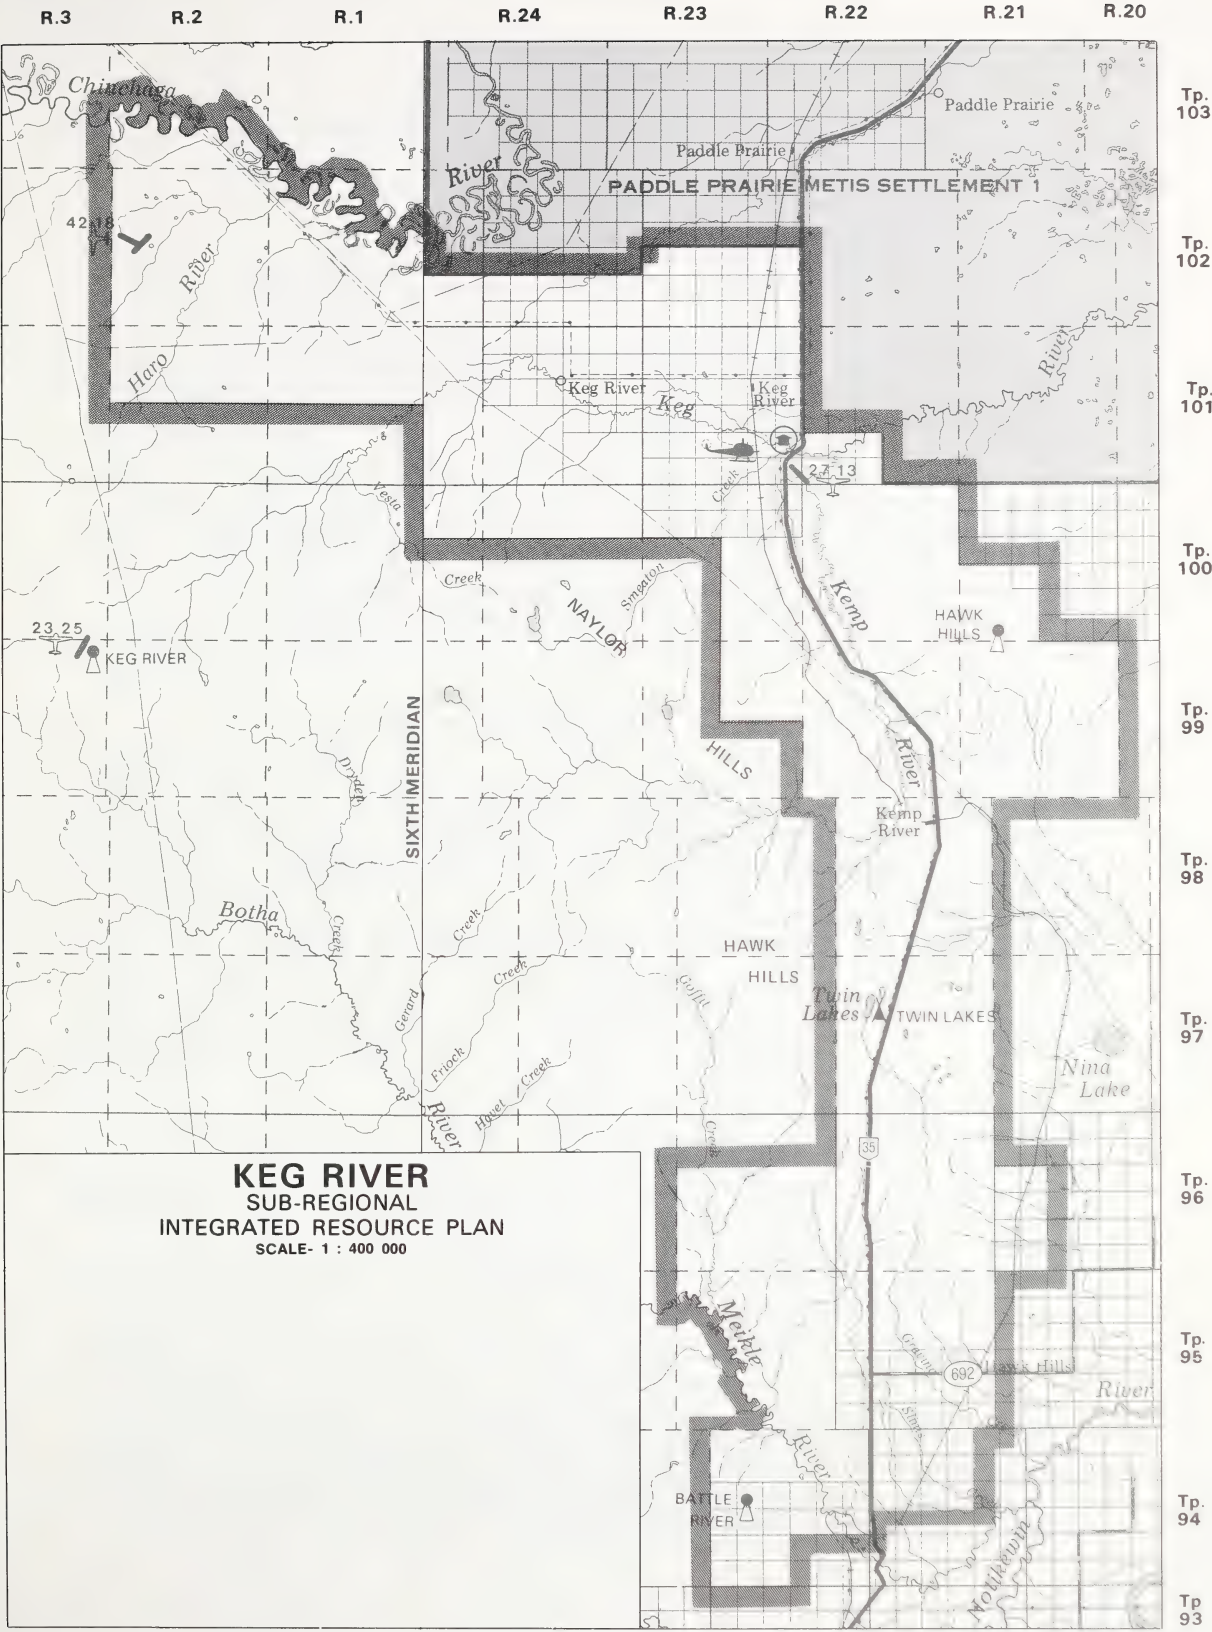 R.3 R.2 R.1 R.24 R.23 R.22 R.21 R.20
Chinchaga
Tp. 103
Paddle Prairie
Paddle Prairie
River
PADDLE PRAIRIE METIS SETTLEMENT 1
42 18
River
Tp. 102
Haro
River
Keg River
Keg River
Keg
Tp. 101
27 13
Creek
Vesta
Creek
Smeaton
Tp. 100
NAYLOR
Kemp
HAWK HILLS
23 25
KEG RIVER
SIXTH MERIDIAN
Tp. 99
HILLS
River
Dryden
Kemp River
Tp. 98
Botha
Creek
Creek
HAWK HILLS
Creek
Goffit
Twin Lakes
TWIN LAKES
Gerard
Tp. 97
Friock
Creek
Nina Lake
Havet
River
Creek
35
Tp. 96
KEG RIVER
SUB-REGIONAL
INTEGRATED RESOURCE PLAN
SCALE- 1 : 400 000
Meikle
Tp. 95
692
Hawk Hills
River
River
BATTLE RIVER
Tp. 94
Notikewin
Tp 93